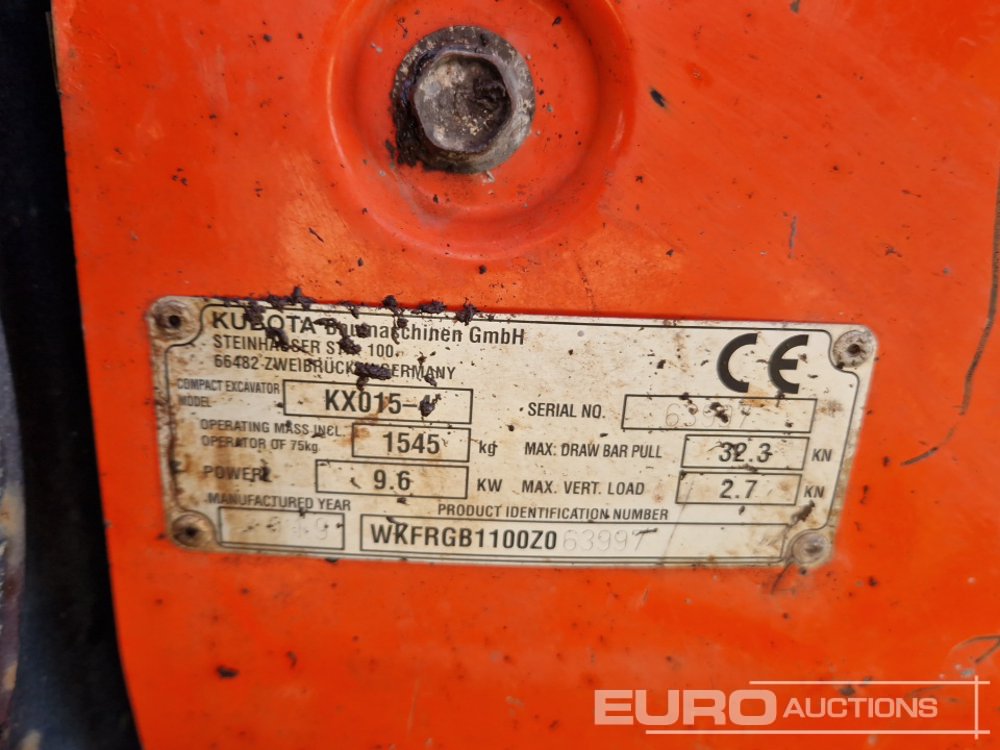 KUBOTA Baumaschinen GmbH
STEINHAUSER STR. 100
66482 ZWEIBRÜCKEN GERMANY
CE
COMPACT EXCAVATOR
MODEL KX015-4
SERIAL NO. 63997
OPERATING MASS INCL
OPERATOR OF 75kg 1545 kg
MAX. DRAW BAR PULL 32.3 KN
POWER 9.6 KW
MAX. VERT. LOAD 2.7 KN
MANUFACTURED YEAR
PRODUCT IDENTIFICATION NUMBER
WKFRGB1100Z063997
EURO AUCTIONS